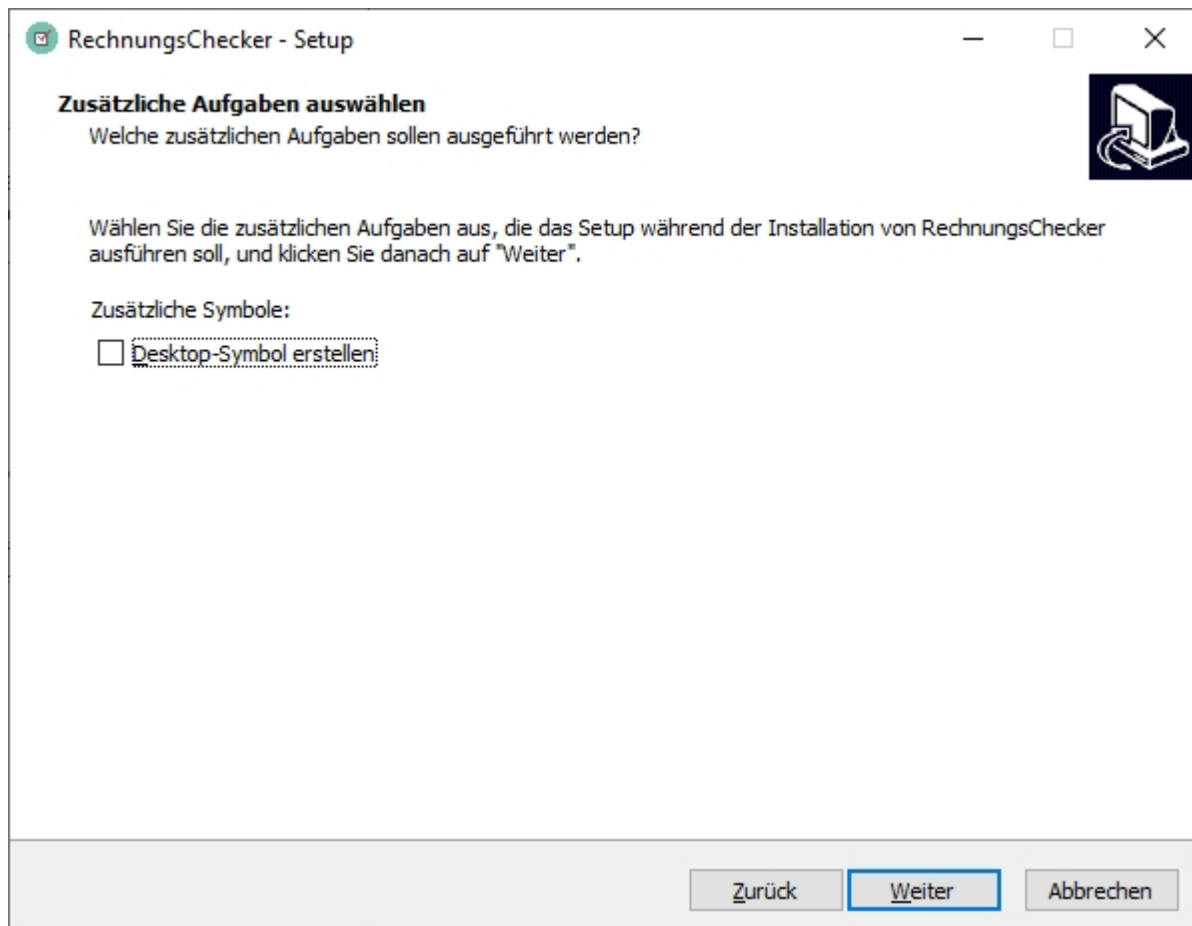 RechnungsChecker - Setup
Zusätzliche Aufgaben auswählen
Welche zusätzlichen Aufgaben sollen ausgeführt werden?
Wählen Sie die zusätzlichen Aufgaben aus, die das Setup während der Installation von RechnungsChecker
ausführen soll, und klicken Sie danach auf "Weiter".
Zusätzliche Symbole:
Desktop-Symbol erstellen
Zurück
Weiter
Abbrechen